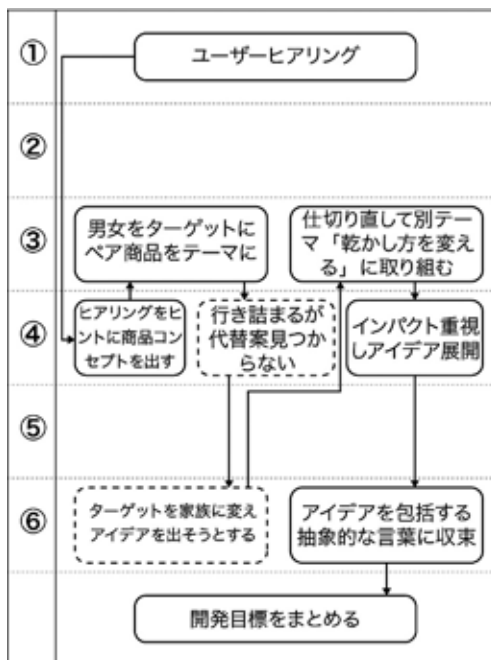 ①
ユーザーヒアリング
②
③
男女をターゲットに
ペア商品をテーマに
仕切り直して別テー
マ「乾かし方を変え
る」に取り組む
④
ヒアリングをヒ
ントに商品コン
セプトを出す
行き詰まるが
代替案見つか
らない
インパクト重視
しアイデア展開
⑤
⑥
ターゲットを家族に変え
アイデアを出そうとする
アイデアを包括する
抽象的な言葉に収束
開発目標をまとめる